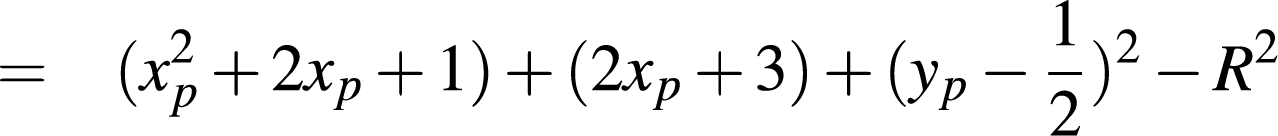 = (x_p^2 + 2x_p + 1) + (2x_p + 3) + (y_p − \frac{1}{2})^2 − R^2